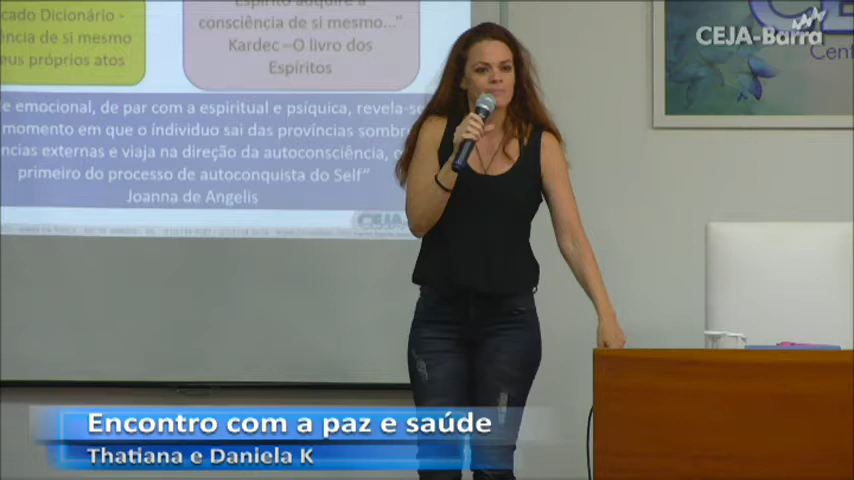 cado Dicionário -
ência de si mesmo
eus próprios atos
Espírito adquire a
consciência de si mesmo..."
Kardec –O livro dos
Espíritos
e emocional, de par com a espiritual e psíquica, revela-se
momento em que o índividuo sai das províncias sombr
ncias externas e viaja na direção da autoconsciência, o
primeiro do processo de autoconquista do Self"
Joanna de Angelis
CEJA
CEJA-Barra
Cent
Encontro com a paz e saúde
Thatiana e Daniela K